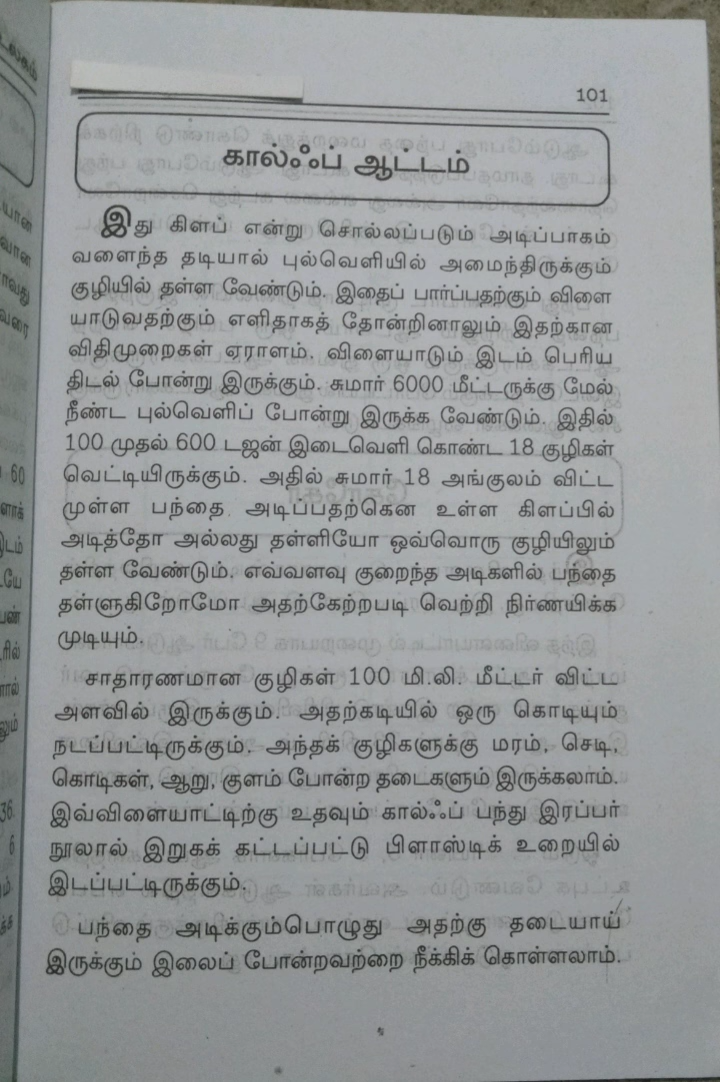 101
கால்ஃப் ஆட்டம்
இது கிளப் என்று சொல்லப்படும் அடிப்பாகம்
வளைந்த தடியால் புல்வெளியில் அமைந்திருக்கும்
குழியில் தள்ள வேண்டும். இதைப் பார்ப்பதற்கும் விளை
யாடுவதற்கும் எளிதாகத் தோன்றினாலும் இதற்கான
விதிமுறைகள் ஏராளம். விளையாடும் இடம் பெரிய
திடல் போன்று இருக்கும். சுமார் 6000 மீட்டருக்கு மேல்
நீண்ட புல்வெளிப் போன்று இருக்க வேண்டும். இதில்
100 முதல் 600 டஜன் இடைவெளி கொண்ட 18 குழிகள்
வெட்டியிருக்கும். அதில் சுமார் 18 அங்குலம் விட்ட
முள்ள பந்தை அடிப்பதற்கென உள்ள கிளப்பில்
அடித்தோ அல்லது தள்ளியோ ஒவ்வொரு குழியிலும்
தள்ள வேண்டும். எவ்வளவு குறைந்த அடிகளில் பந்தை
தள்ளுகிறோமோ அதற்கேற்றபடி வெற்றி நிர்ணயிக்க
முடியும்.
சாதாரணமான குழிகள் 100 மி.லி. மீட்டர் விட்ட
அளவில் இருக்கும். அதற்கடியில் ஒரு கொடியும்
நடப்பட்டிருக்கும். அந்தக் குழிகளுக்கு மரம், செடி,
கொடிகள், ஆறு, குளம் போன்ற தடைகளும் இருக்கலாம்.
இவ்விளையாட்டிற்கு உதவும் கால்ஃப் பந்து இரப்பர்
நூலால் இறுகக் கட்டப்பட்டு பிளாஸ்டிக் உறையில்
இடப்பட்டிருக்கும்.
பந்தை அடிக்கும்பொழுது அதற்கு தடையாய்
இருக்கும் இலைப் போன்றவற்றை நீக்கிக் கொள்ளலாம்.